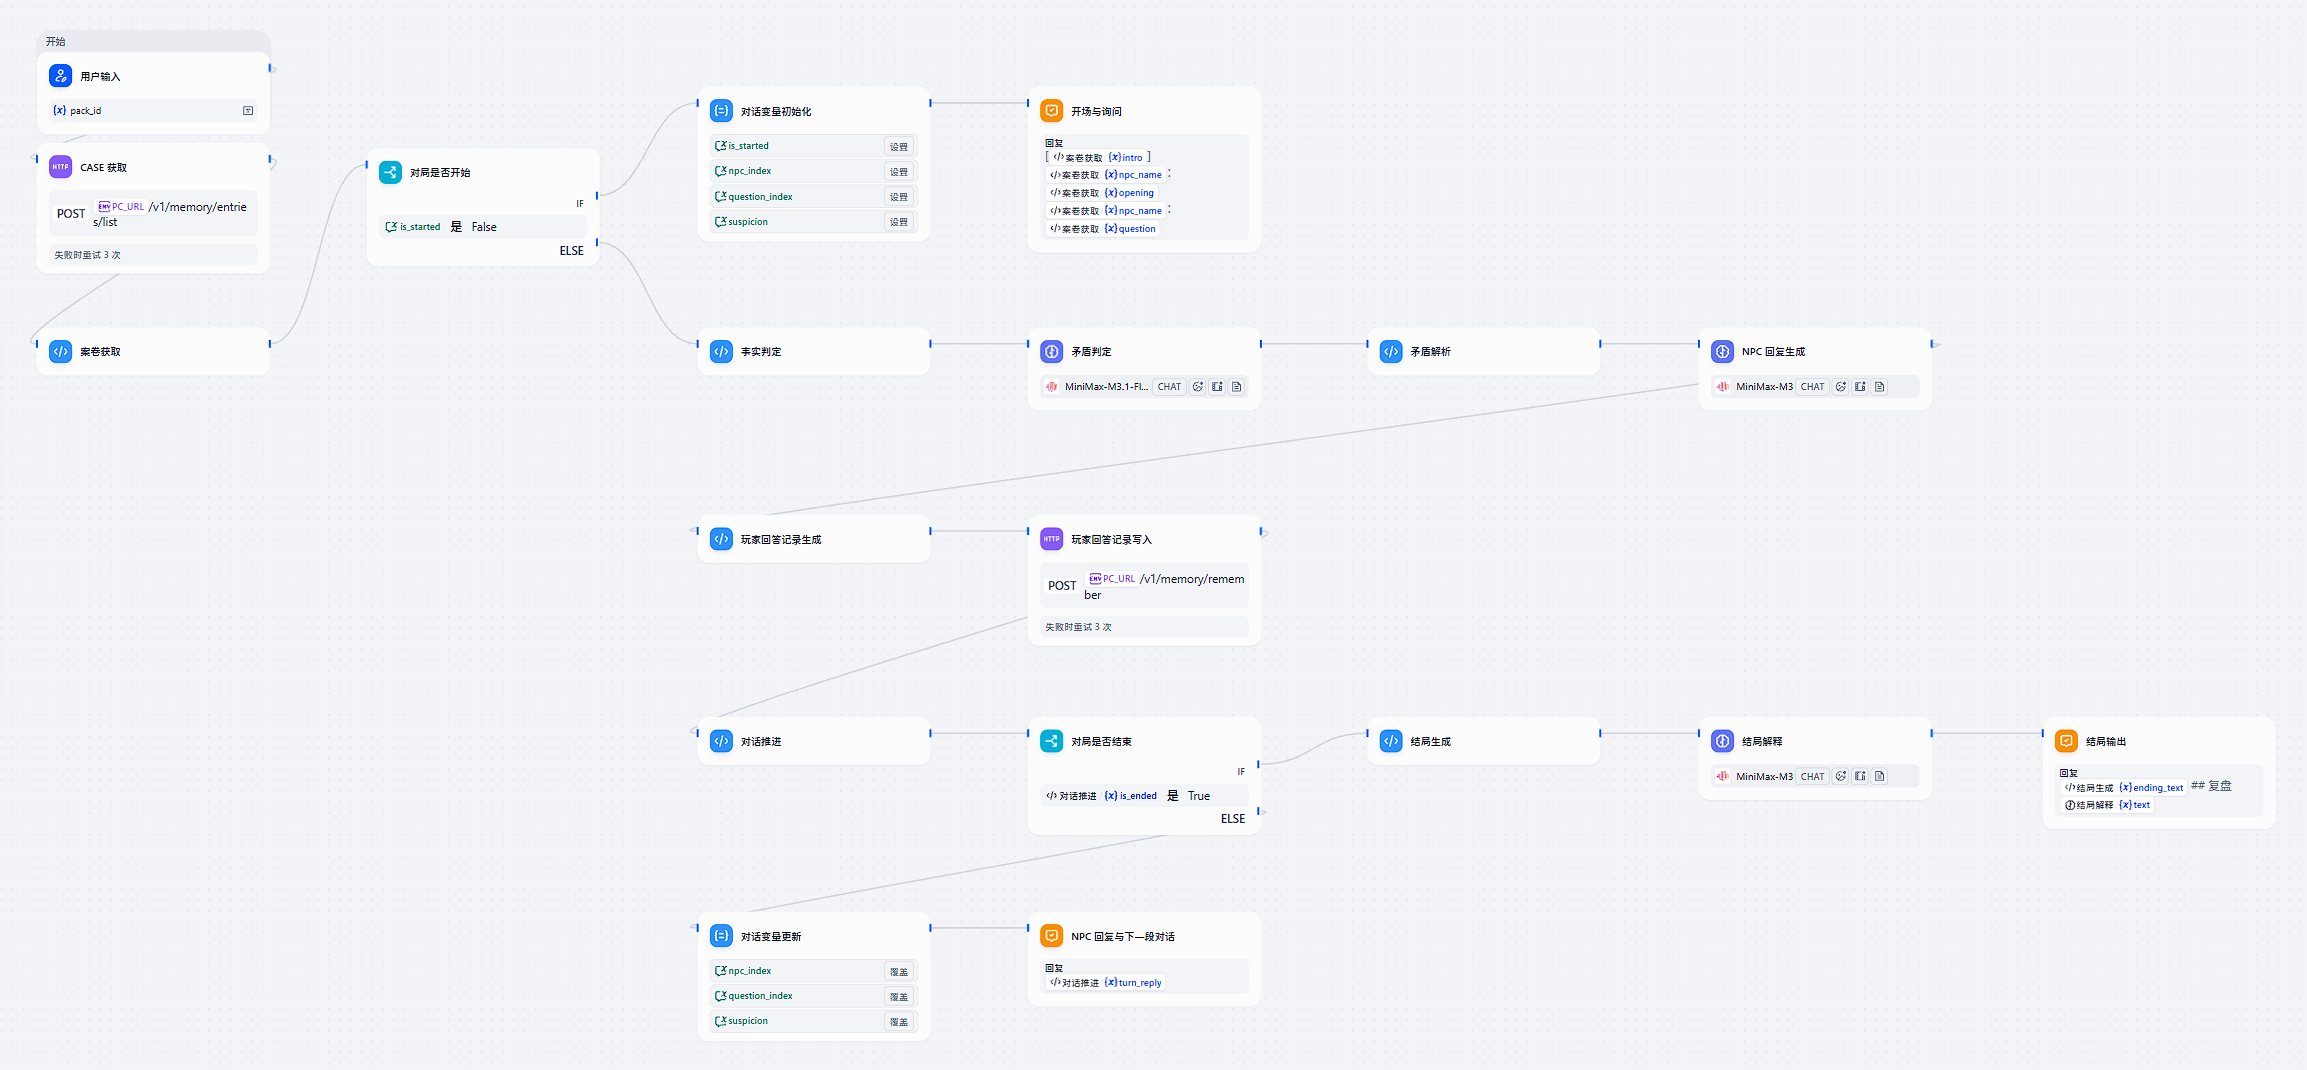 开始
用户输入
{x} pack_id
HTTP CASE 获取
POST ENV PC_URL /v1/memory/entrie
s/list
失败时重试 3 次
案卷获取
对局是否开始
IF
is_started 是 False
ELSE
对话变量初始化
is_started 设置
npc_index 设置
question_index 设置
suspicion 设置
开场与询问
回复
[ 案卷获取 {x} intro ]
案卷获取 {x} npc_name :
案卷获取 {x} opening
案卷获取 {x} npc_name :
案卷获取 {x} question
事实判定
矛盾判定
MiniMax-M3.1-Fl... CHAT
矛盾解析
NPC 回复生成
MiniMax-M3 CHAT
玩家回答记录生成
HTTP 玩家回答记录写入
POST ENV PC_URL /v1/memory/remem
ber
失败时重试 3 次
对话推进
对局是否结束
IF
对话推进 / {x} is_ended 是 True
ELSE
结局生成
结局解释
MiniMax-M3 CHAT
结局输出
回复
结局生成 {x} ending_text ## 复盘
结局解释 {x} text
对话变量更新
npc_index 覆盖
question_index 覆盖
suspicion 覆盖
NPC 回复与下一段对话
回复
对话推进 {x} turn_reply